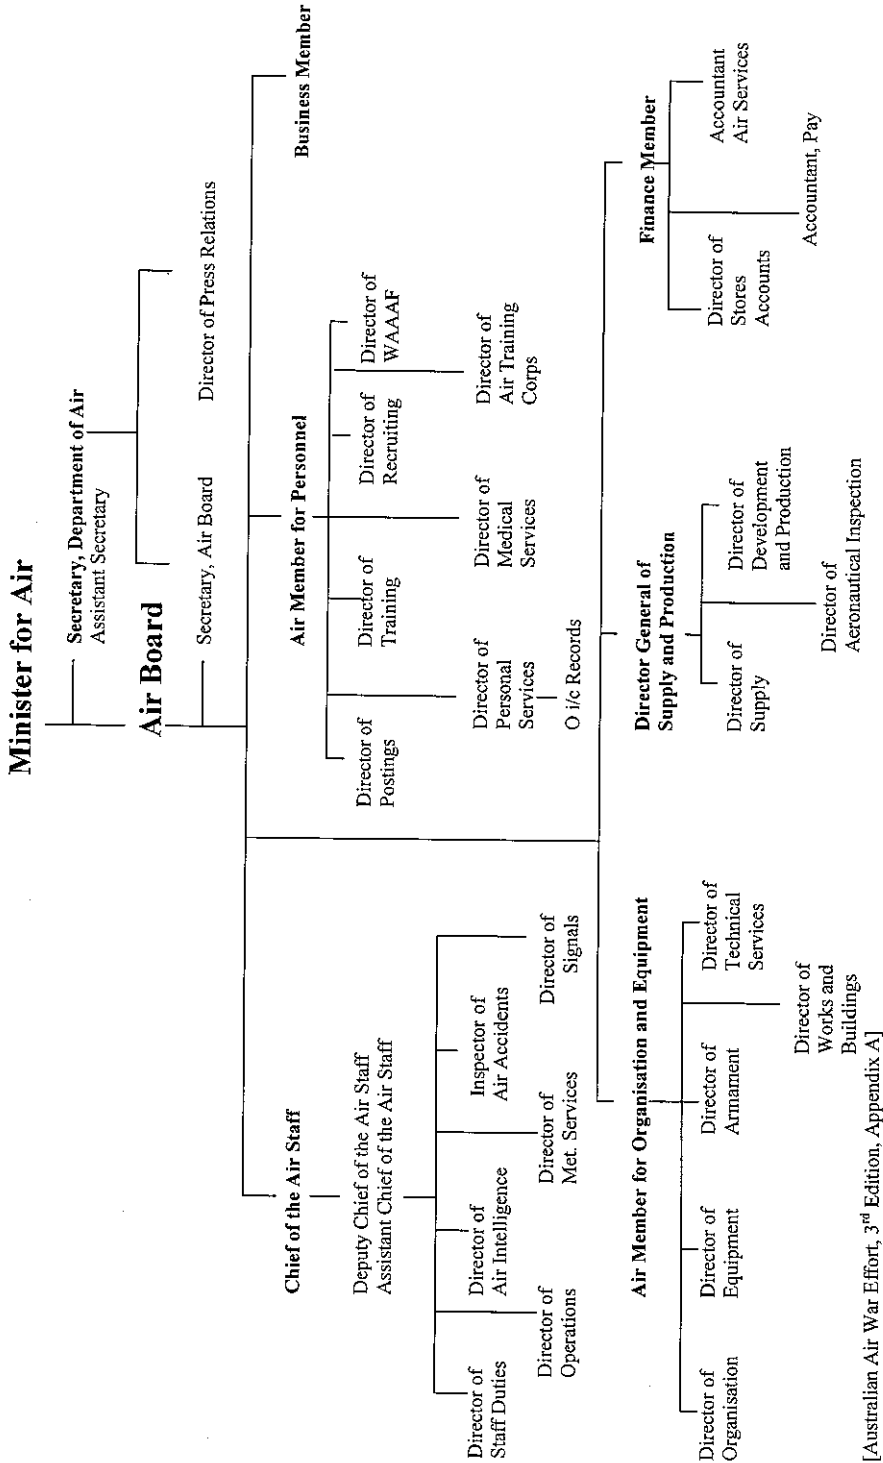 Minister for Air
Secretary, Department of Air
Assistant Secretary
Air Board
Secretary, Air Board
Director of Press Relations
Chief of the Air Staff
Air Member for Personnel
Business Member
Deputy Chief of the Air Staff
Assistant Chief of the Air Staff
Director of
Postings
Director of
Training
Director of
Recruiting
Director of
WAAAF
Director of
Personal
Services
Director of
Medical
Services
Director of
Air Training
Corps
O i/c Records
Director of
Staff Duties
Director of
Air Intelligence
Inspector of
Air Accidents
Director of
Operations
Director of
Met. Services
Director of
Signals
Air Member for Organisation and Equipment
Director General of
Supply and Production
Finance Member
Director of
Organisation
Director of
Equipment
Director of
Armament
Director of
Technical
Services
Director of
Works and
Buildings
Director of
Supply
Director of
Development
and Production
Director of
Aeronautical Inspection
Director of
Stores
Accounts
Accountant
Air Services
Accountant, Pay
[Australian Air War Effort, 3rd Edition, Appendix A]